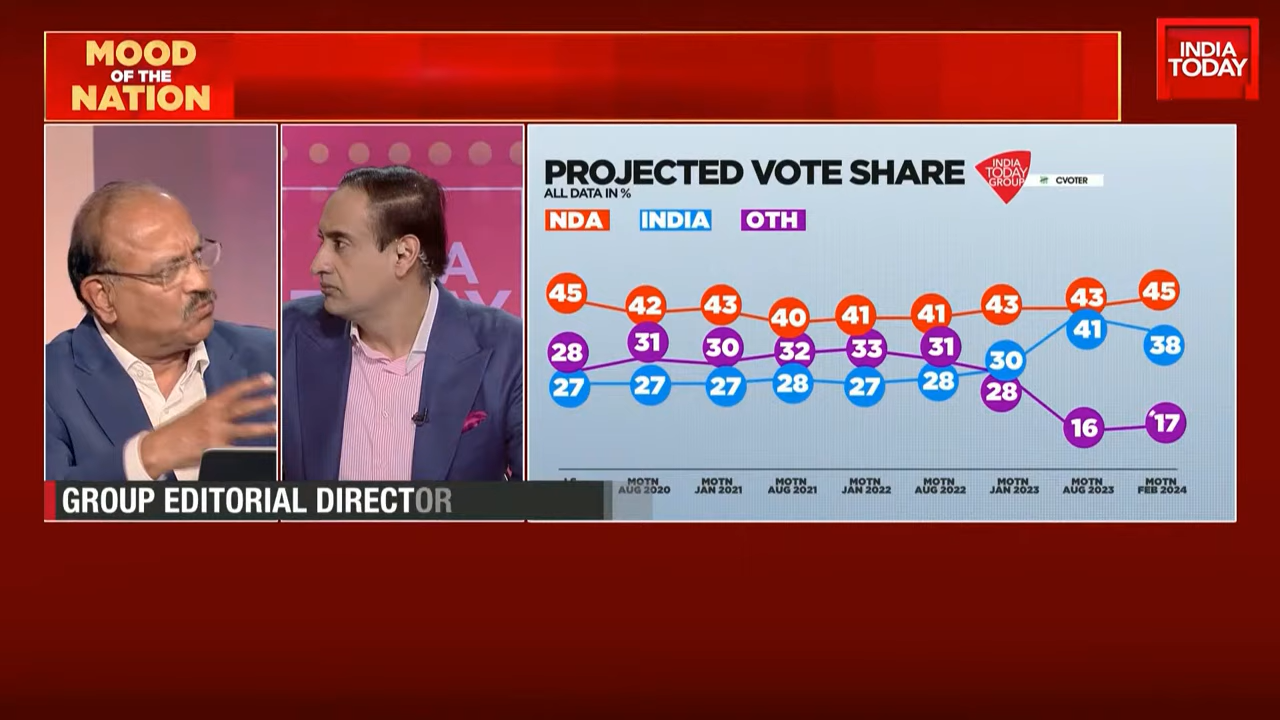 MOOD
OF THE
NATION
INDIA
TODAY
PROJECTED VOTE SHARE
ALL DATA IN %
INDIA
TODAY
GROUP
CVOTER
NDA INDIA OTH
45 42 43 40 41 41 43 43 45
28 31 30 32 33 31 28 16 17
27 27 27 28 27 28 30 41 38
MOTN
AUG 2020
MOTN
JAN 2021
MOTN
AUG 2021
MOTN
JAN 2022
MOTN
AUG 2022
MOTN
JAN 2023
MOTN
AUG 2023
MOTN
FEB 2024
GROUP EDITORIAL DIRECTOR